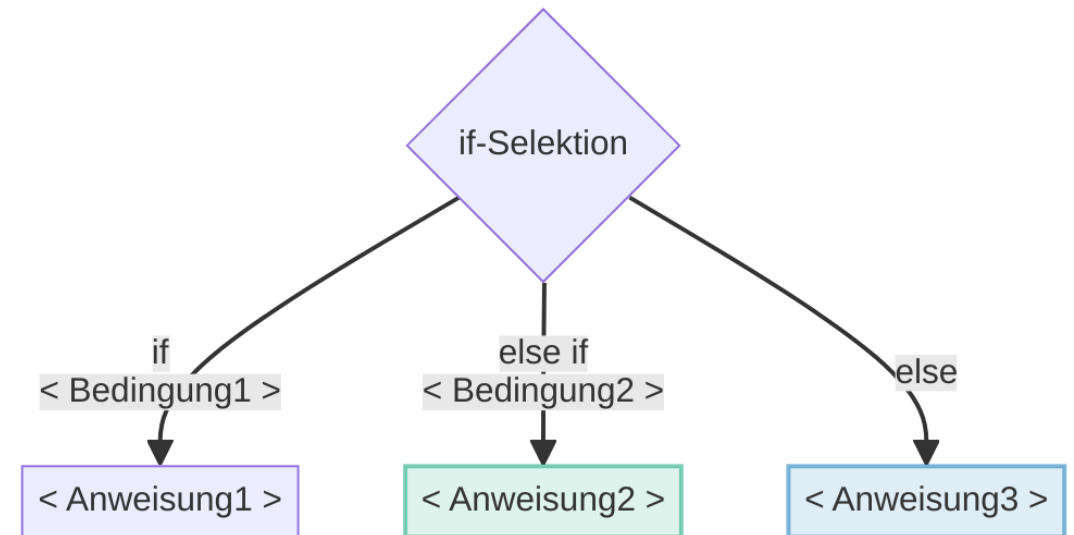 if-Selektion
if
< Bedingung1 >
else if
< Bedingung2 >
else
< Anweisung1 >
< Anweisung2 >
< Anweisung3 >